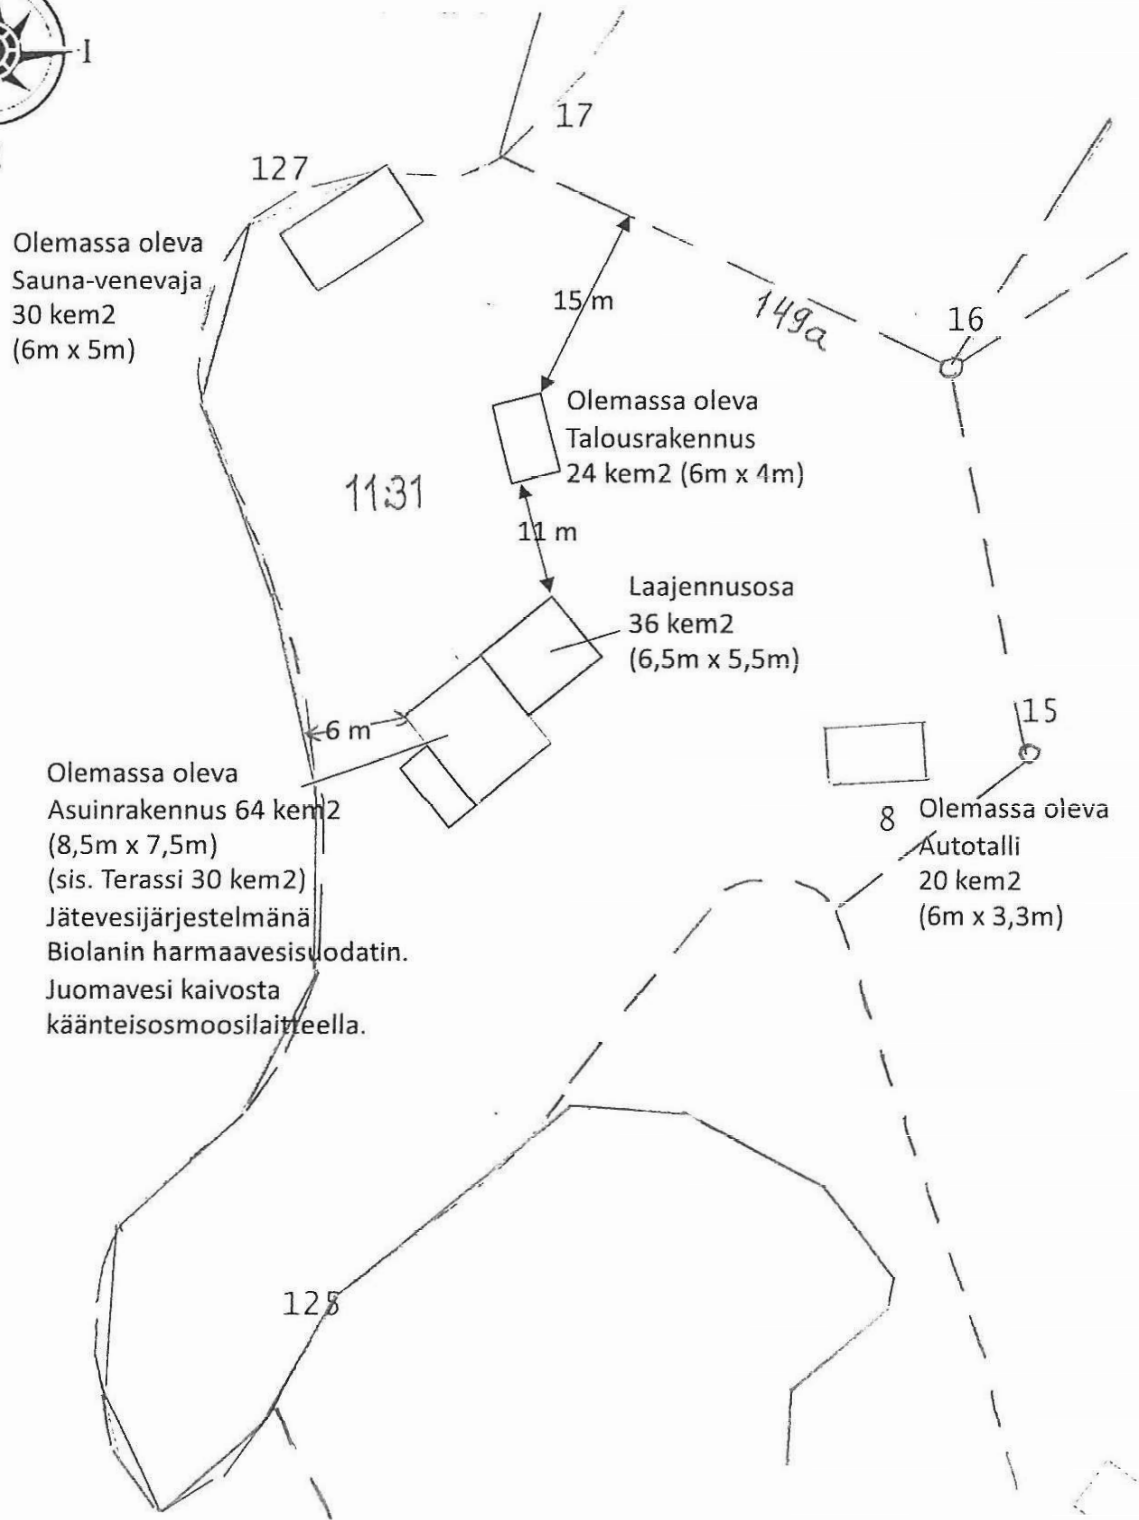 I
17
127
Olemassa oleva
Sauna-venevaja
30 kem2
(6m x 5m)
15 m
149a
16
Olemassa oleva
Talousrakennus
24 kem2 (6m x 4m)
11:31
11 m
Laajennusosa
36 kem2
(6,5m x 5,5m)
6 m
15
Olemassa oleva
Asuinrakennus 64 kem2
(8,5m x 7,5m)
(sis. Terassi 30 kem2)
Jätevesijärjestelmänä
Biolanin harmaavesisuodatin.
Juomavesi kaivosta
käänteisosmoosilaitteella.
8
Olemassa oleva
Autotalli
20 kem2
(6m x 3,3m)
125